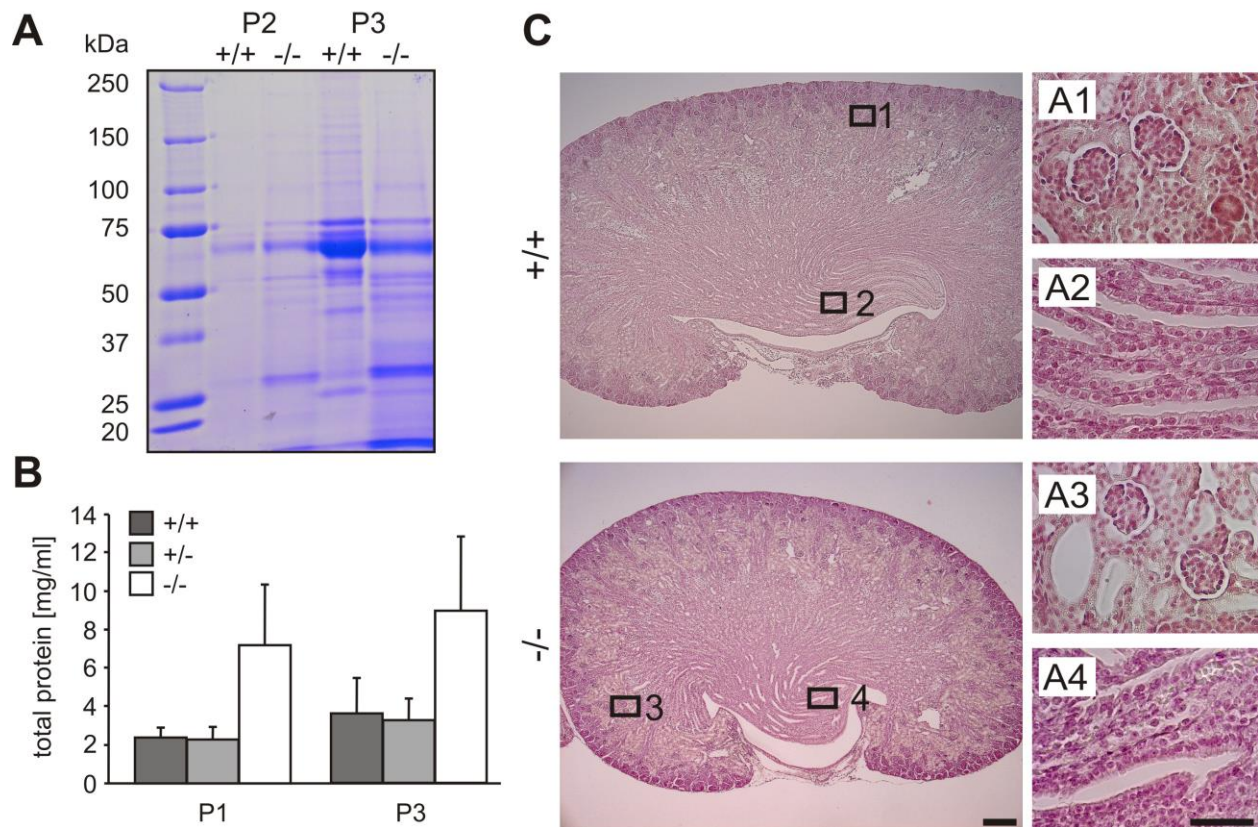 A
P2 P3
kDa +/+ -/- +/+ -/-
250
150
100
75
50
37
25
20
B
+/+
+/-
-/-
total protein [mg/ml]
14
12
10
8
6
4
2
0
P1 P3
C
+/+
1
2
A1
A2
-/-
3
4
A3
A4